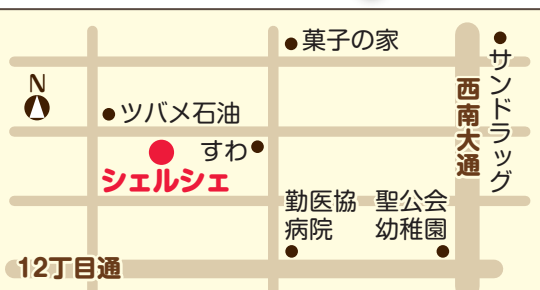 菓子の家
サンドラッグ
N
西南大通
ツバメ石油
すわ
シェルシェ
勤医協
病院
聖公会
幼稚園
12丁目通